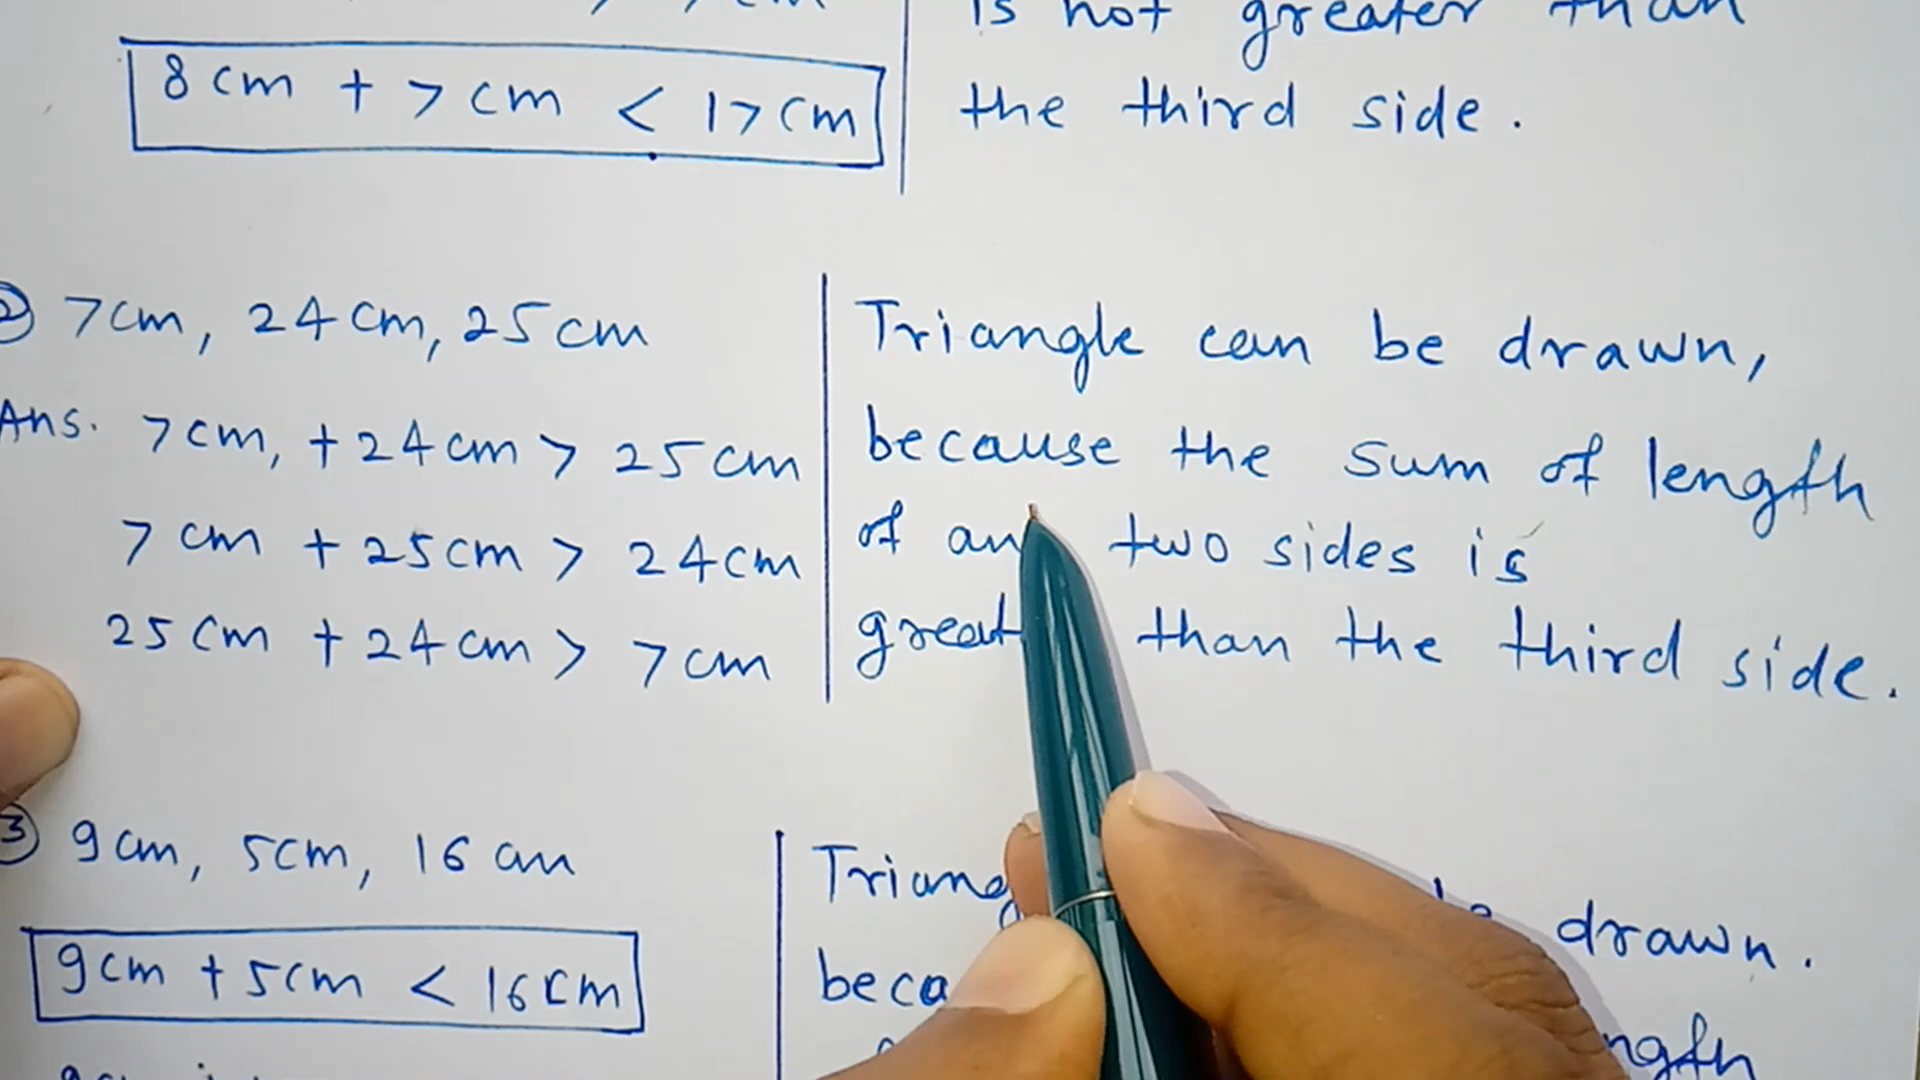 is not greater than
8 cm + 7 cm < 17 cm
the third side.
② 7cm, 24 cm, 25 cm
Ans. 7cm, + 24 cm > 25 cm
7 cm + 25 cm > 24 cm
25 cm + 24 cm > 7 cm
Triangle can be drawn,
because the sum of length
of two sides is
than the third side.
③ 9cm, 5cm, 16 cm
9cm + 5cm < 16cm
drawn.